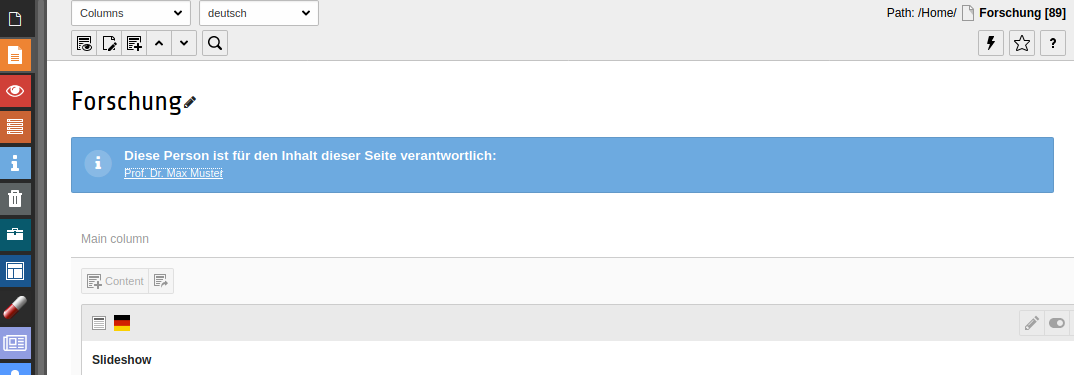 Columns
deutsch
Path: /Home/ Forschung [89]
?
Forschung
Diese Person ist für den Inhalt dieser Seite verantwortlich:
Prof. Dr. Max Muster
Main column
Content
Slideshow